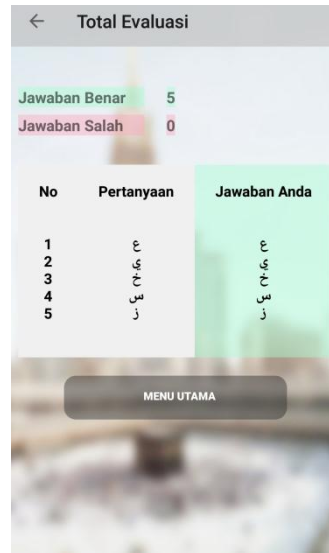 Total Evaluasi
Jawaban Benar 5
Jawaban Salah 0
No Pertanyaan Jawaban Anda
1 ع ع
2 ي ي
3 خ خ
4 س س
5 ز ز
MENU UTAMA